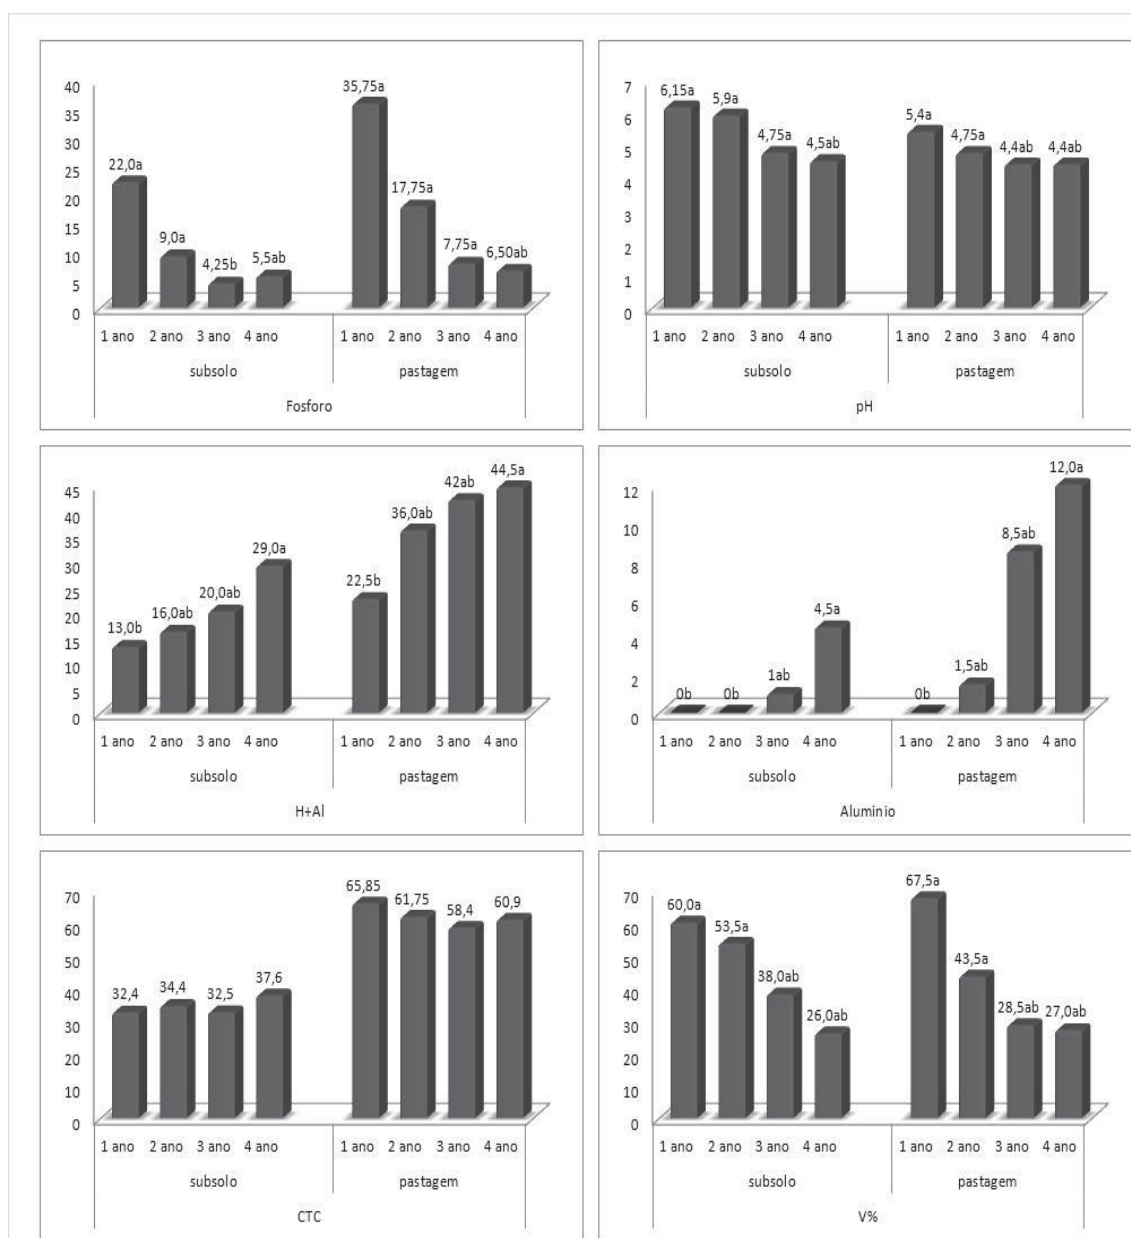 40
35
30
25
20
15
10
5
0
22,0a
9,0a
4,25b
5,5ab
35,75a
17,75a
7,75a
6,50ab
1 ano 2 ano 3 ano 4 ano 1 ano 2 ano 3 ano 4 ano
subsolo pastagem
Fosforo
7
6
5
4
3
2
1
0
6,15a
5,9a
4,75a
4,5ab
5,4a
4,75a
4,4ab
4,4ab
1 ano 2 ano 3 ano 4 ano 1 ano 2 ano 3 ano 4 ano
subsolo pastagem
pH
45
40
35
30
25
20
15
10
5
0
13,0b
16,0ab
20,0ab
29,0a
22,5b
36,0ab
42ab
44,5a
1 ano 2 ano 3 ano 4 ano 1 ano 2 ano 3 ano 4 ano
subsolo pastagem
H+Al
12
10
8
6
4
2
0
0b
0b
1ab
4,5a
0b
1,5ab
8,5ab
12,0a
1 ano 2 ano 3 ano 4 ano 1 ano 2 ano 3 ano 4 ano
subsolo pastagem
Aluminio
70
60
50
40
30
20
10
0
32,4
34,4
32,5
37,6
65,85
61,75
58,4
60,9
1 ano 2 ano 3 ano 4 ano 1 ano 2 ano 3 ano 4 ano
subsolo pastagem
CTC
70
60
50
40
30
20
10
0
60,0a
53,5a
38,0ab
26,0ab
67,5a
43,5a
28,5ab
27,0ab
1 ano 2 ano 3 ano 4 ano 1 ano 2 ano 3 ano 4 ano
subsolo pastagem
V%